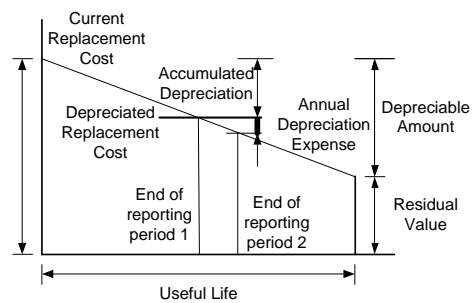 Current
Replacement
Cost
Accumulated
Depreciation
Depreciated
Replacement
Cost
Annual
Depreciation
Expense
Depreciable
Amount
End of
reporting
period 1
End of
reporting
period 2
Residual
Value
Useful Life